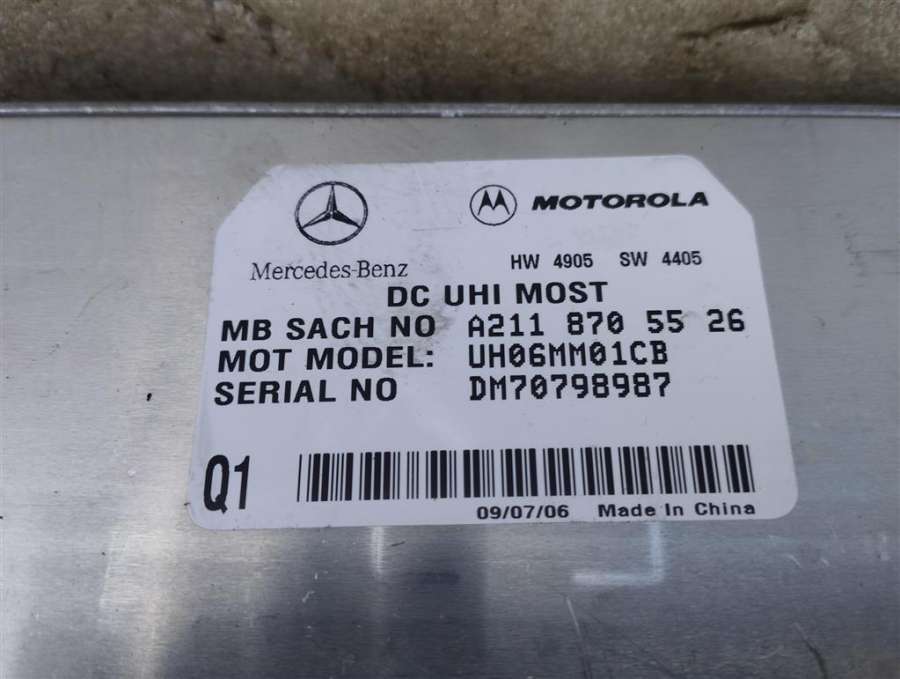 MOTOROLA
Mercedes-Benz
HW 4905 SW 4405
DC UHI MOST
MB SACH NO A211 870 55 26
MOT MODEL: UH06MM01CB
SERIAL NO DM70798987
Q1
09/07/06 Made In China